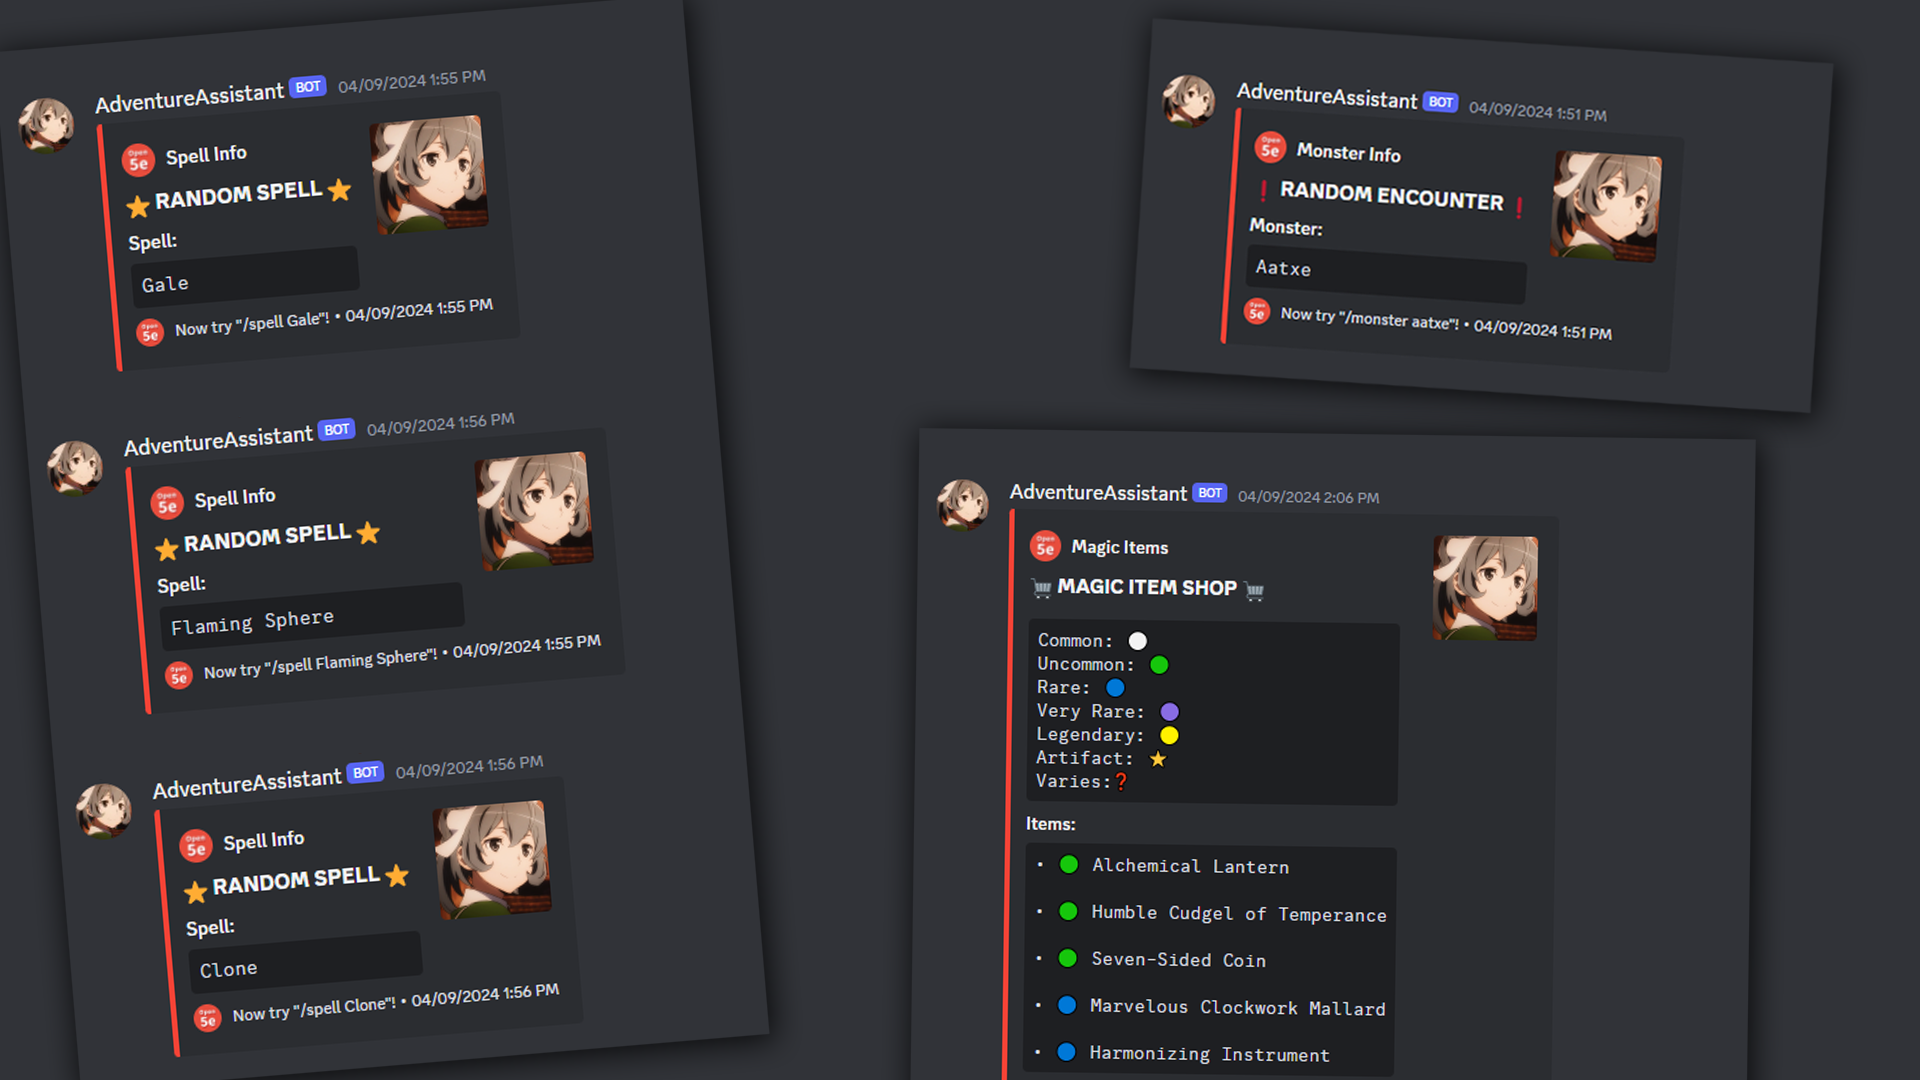 AdventureAssistant BOT 04/09/2024 1:55 PM
Open 5e Spell Info
RANDOM SPELL
Spell:
Gale
Open 5e Now try "/spell Gale"! • 04/09/2024 1:55 PM
AdventureAssistant BOT 04/09/2024 1:56 PM
Open 5e Spell Info
RANDOM SPELL
Spell:
Flaming Sphere
Open 5e Now try "/spell Flaming Sphere"! • 04/09/2024 1:55 PM
AdventureAssistant BOT 04/09/2024 1:56 PM
Open 5e Spell Info
RANDOM SPELL
Spell:
Clone
Open 5e Now try "/spell Clone"! • 04/09/2024 1:56 PM
AdventureAssistant BOT 04/09/2024 1:51 PM
Open 5e Monster Info
❗ RANDOM ENCOUNTER ❗
Monster:
Aatxe
Open 5e Now try "/monster aatxe"! • 04/09/2024 1:51 PM
AdventureAssistant BOT 04/09/2024 2:06 PM
Open 5e Magic Items
MAGIC ITEM SHOP
Common:
Uncommon:
Rare:
Very Rare:
Legendary:
Artifact:
Varies:❓
Items:
• Alchemical Lantern
• Humble Cudgel of Temperance
• Seven-Sided Coin
• Marvelous Clockwork Mallard
• Harmonizing Instrument